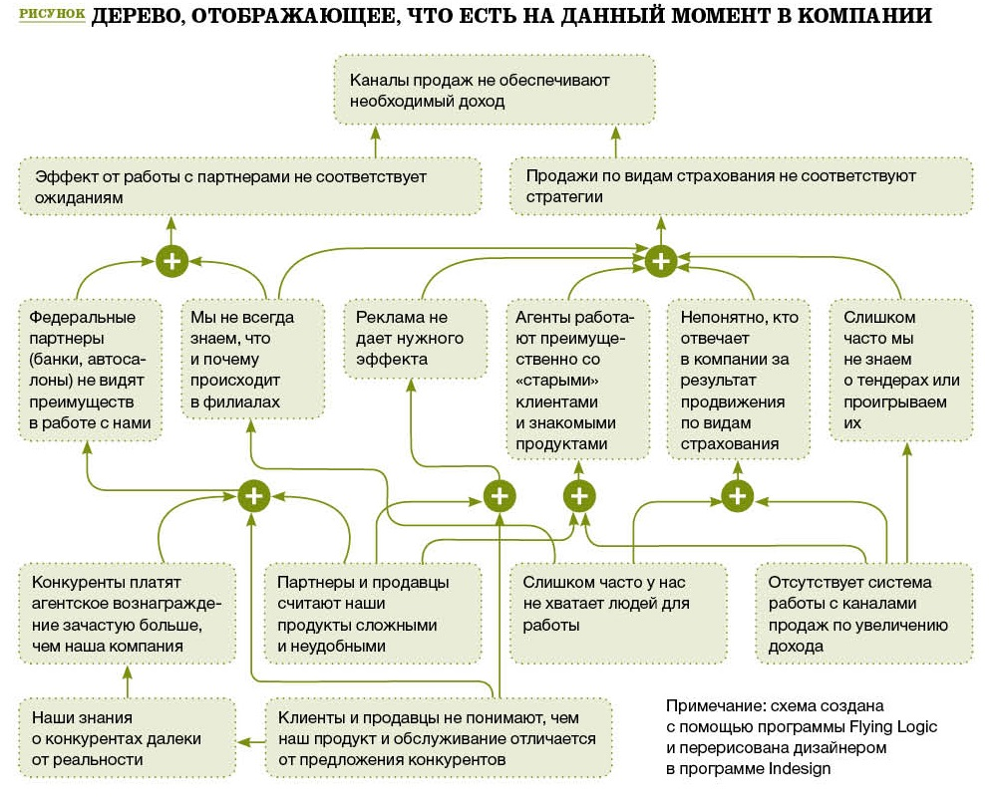 РИСУНОК ДЕРЕВО, ОТОБРАЖАЮЩЕЕ, ЧТО ЕСТЬ НА ДАННЫЙ МОМЕНТ В КОМПАНИИ
Каналы продаж не обеспечивают
необходимый доход
Эффект от работы с партнерами не соответствует
ожиданиям
Продажи по видам страхования не соответствуют
стратегии
Федеральные
партнеры
(банки, автоса-
лоны) не видят
преимуществ
в работе с нами
Мы не всегда
знаем, что
и почему
происходит
в филиалах
Реклама не
дает нужного
эффекта
Агенты работа-
ют преимуще-
ственно со
«старыми»
клиентами
и знакомыми
продуктами
Непонятно, кто
отвечает
в компании за
результат
продвижения
по видам
страхования
Слишком
часто мы
не знаем
о тендерах или
проигрываем
их
Конкуренты платят
агентское вознагражде-
ние зачастую больше,
чем наша компания
Партнеры и продавцы
считают наши
продукты сложными
и неудобными
Слишком часто у нас
не хватает людей для
работы
Отсутствует система
работы с каналами
продаж по увеличению
дохода
Наши знания
о конкурентах далеки
от реальности
Клиенты и продавцы не понимают, чем
наш продукт и обслуживание отличается
от предложения конкурентов
Примечание: схема создана
с помощью программы Flying Logic
и перерисована дизайнером
в программе Indesign